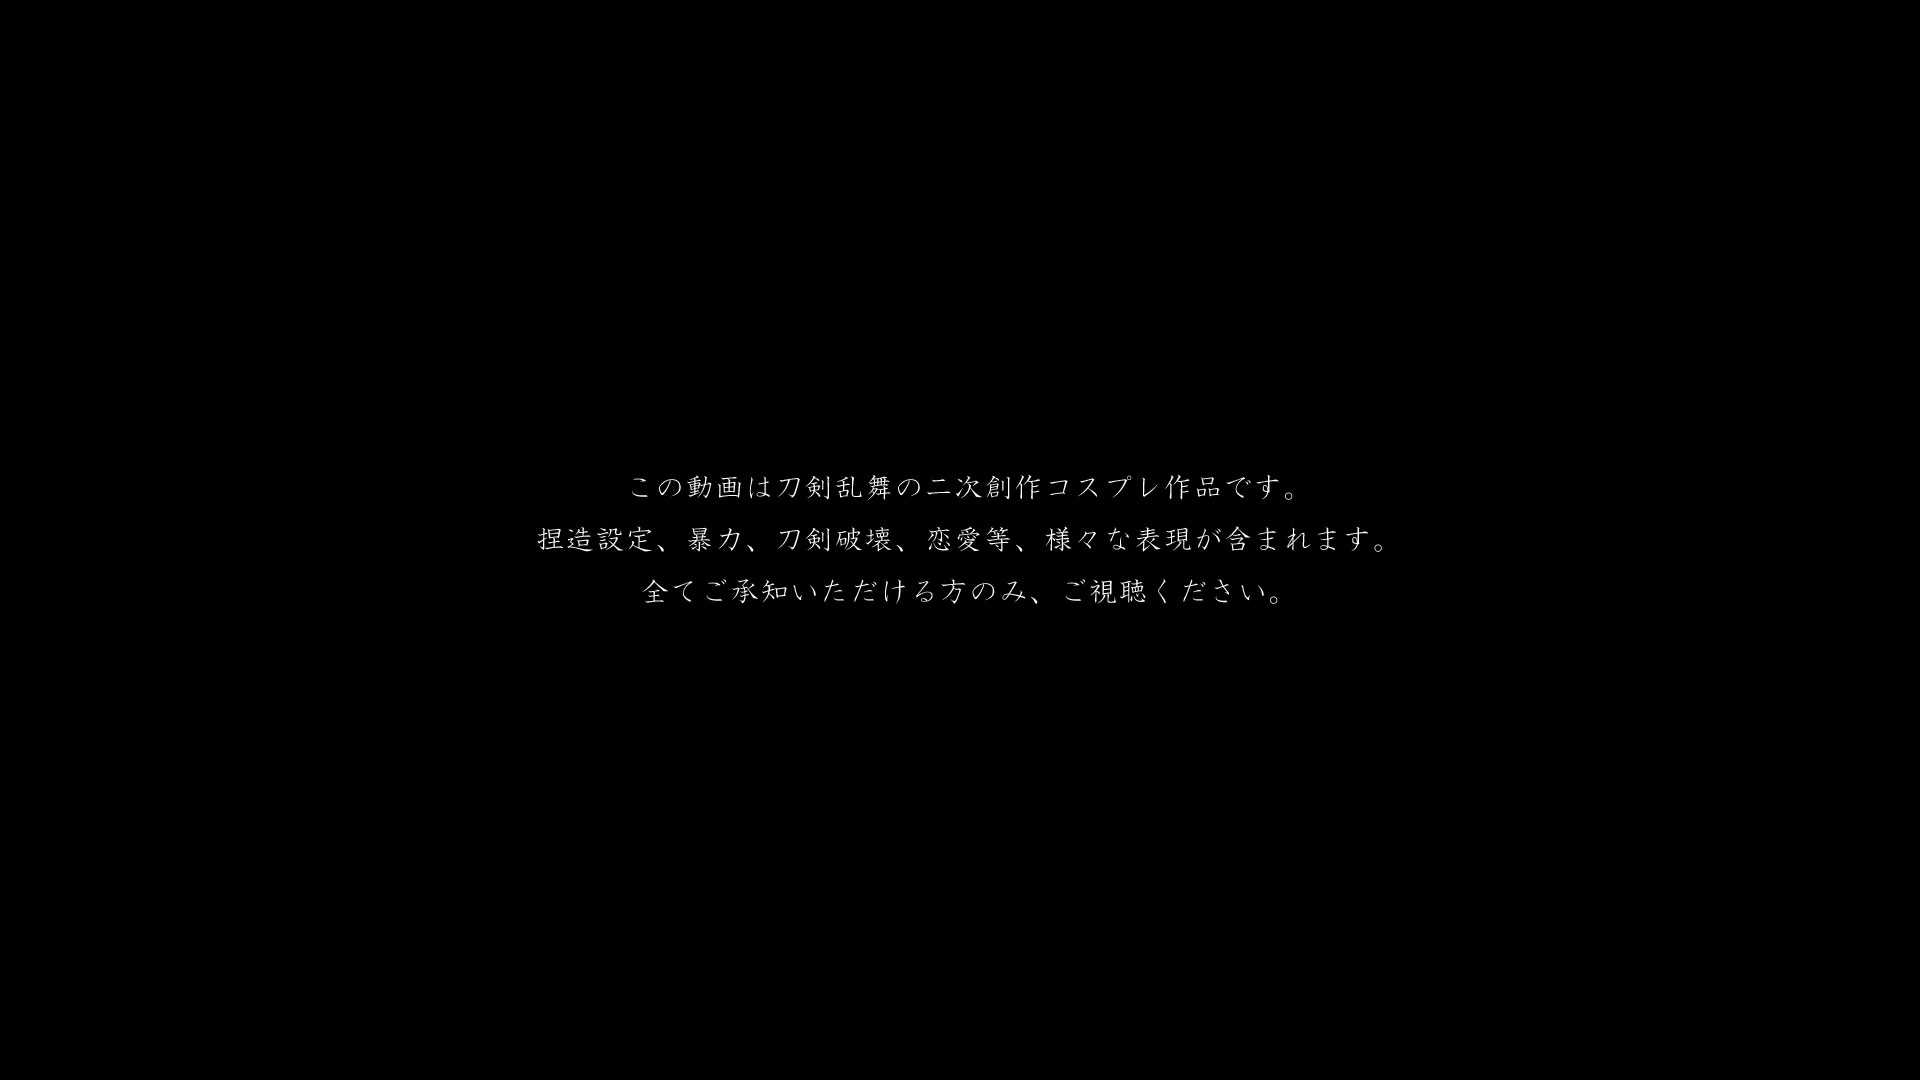 この動画は刀剣乱舞の二次創作コスプレ作品です。
捏造設定、暴力、刀剣破壊、恋愛等、様々な表現が含まれます。
全てご承知いただける方のみ、ご視聴ください。